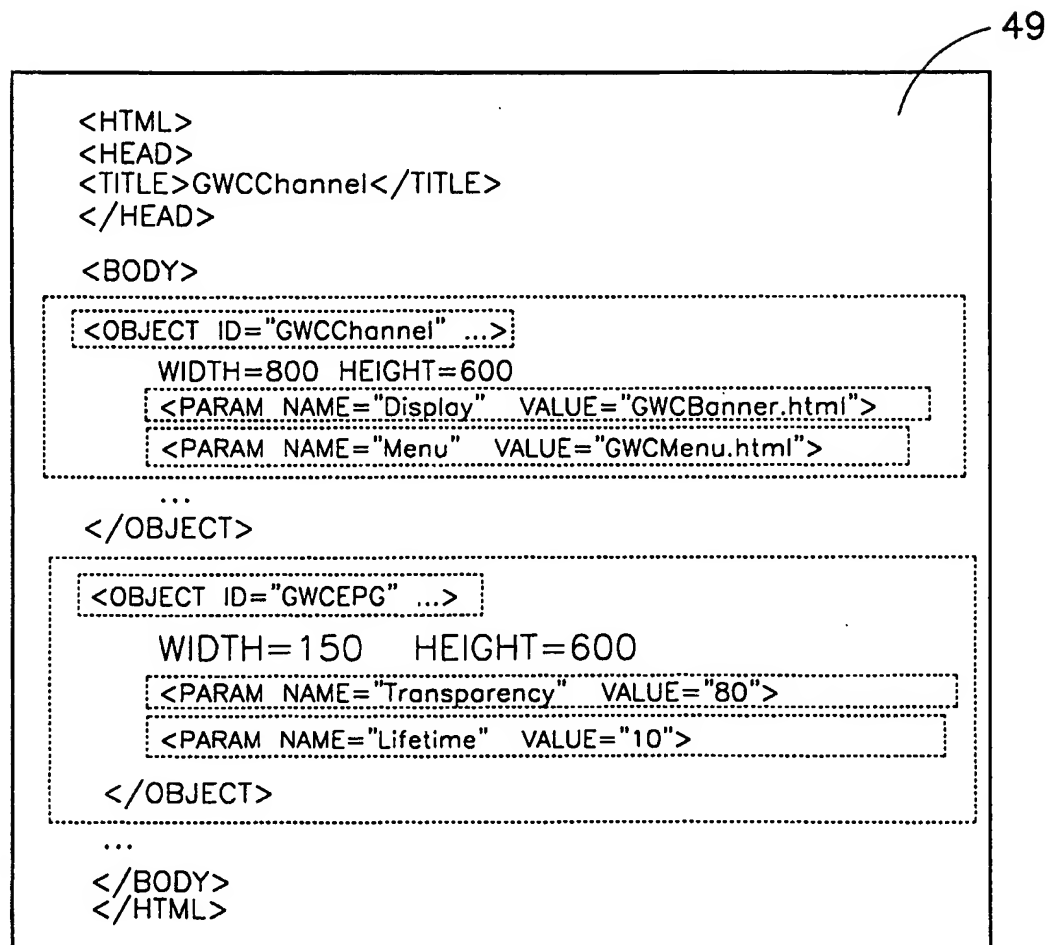 49
<HTML>
<HEAD>
<TITLE>GWCChannel</TITLE>
</HEAD>
<BODY>
<OBJECT ID="GWCChannel" ...>
WIDTH=800 HEIGHT=600
<PARAM NAME="Display" VALUE="GWCBanner.html">
<PARAM NAME="Menu" VALUE="GWCMenu.html">
...
</OBJECT>
<OBJECT ID="GWCEPG" ...>
WIDTH=150 HEIGHT=600
<PARAM NAME="Transparency" VALUE="80">
<PARAM NAME="Lifetime" VALUE="10">
</OBJECT>
...
</BODY>
</HTML>